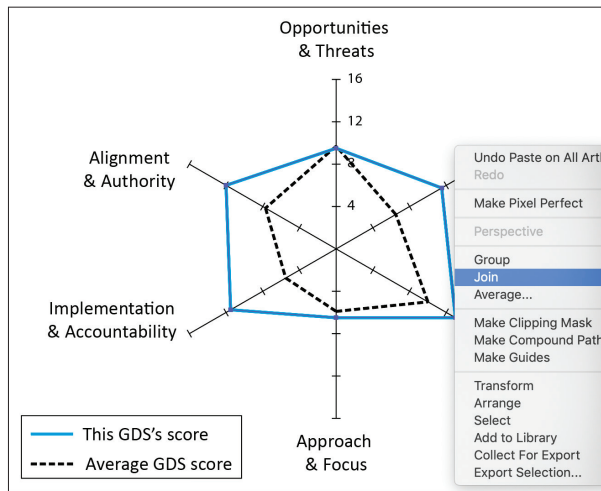 Opportunities
& Threats
16
12
8
4
Alignment
& Authority
Implementation
& Accountability
Approach
& Focus
This GDS's score
Average GDS score
Undo Paste on All Art
Redo
Make Pixel Perfect
Perspective
Group
Join
Average...
Make Clipping Mask
Make Compound Path
Make Guides
Transform
Arrange
Select
Add to Library
Collect For Export
Export Selection...